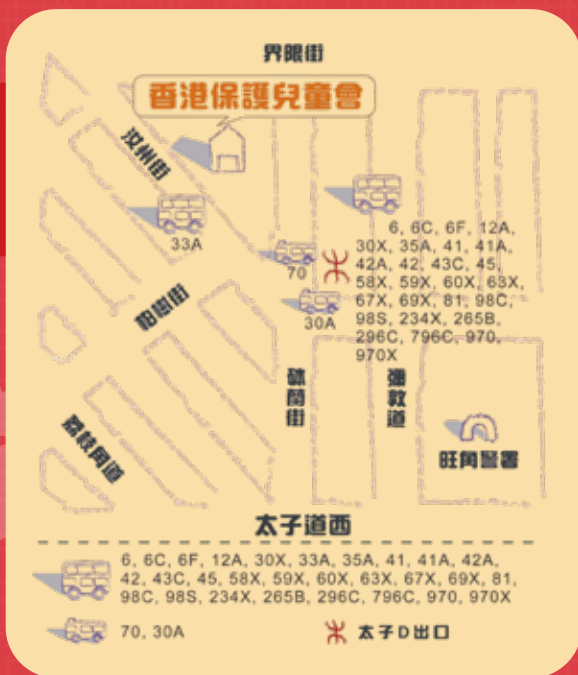 界限街
香港保護兒童會
汝州街
33A
70
30A
6, 6C, 6F, 12A,
30X, 35A, 41, 41A,
42A, 42, 43C, 45,
58X, 59X, 60X, 63X,
67X, 69X, 81, 98C,
98S, 234X, 265B,
296C, 796C, 970,
970X
柏樹街
砵蘭街
彌敦道
荔枝角道
旺角警署
太子道西
6, 6C, 6F, 12A, 30X, 33A, 35A, 41, 41A, 42A,
42, 43C, 45, 58X, 59X, 60X, 63X, 67X, 69X, 81,
98C, 98S, 234X, 265B, 296C, 796C, 970, 970X
70, 30A
太子D出口